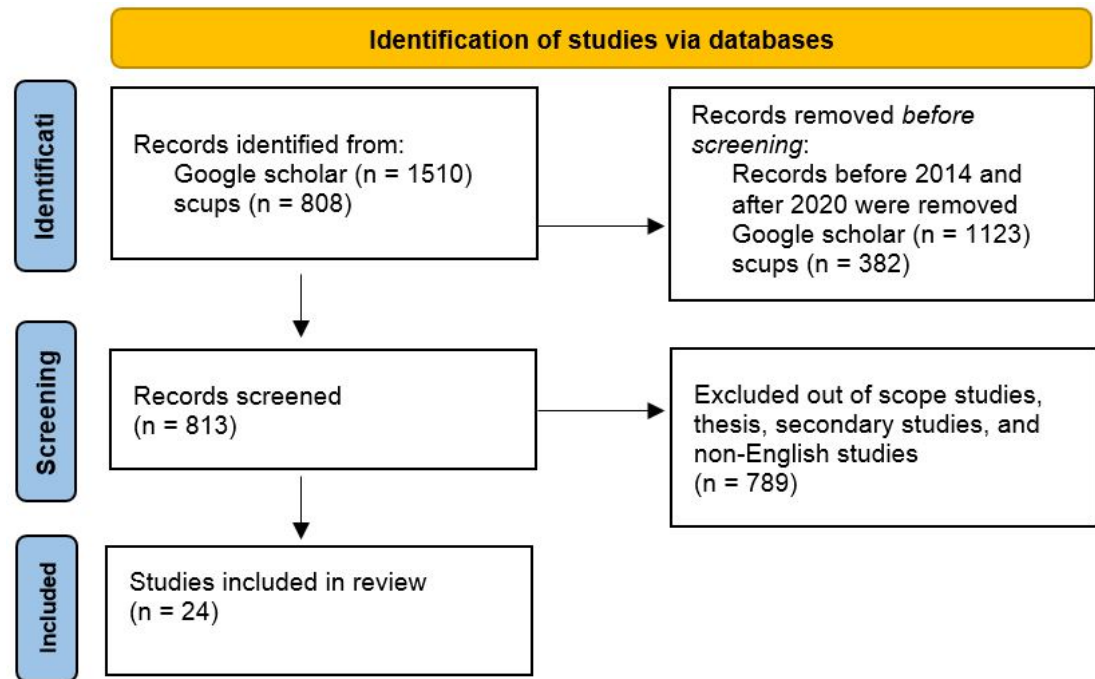 Identification of studies via databases
Identificati
Records identified from:
Google scholar (n = 1510)
scups (n = 808)
Records removed before
screening:
Records before 2014 and
after 2020 were removed
Google scholar (n = 1123)
scups (n = 382)
Screening
Records screened
(n = 813)
Excluded out of scope studies,
thesis, secondary studies, and
non-English studies
(n = 789)
Included
Studies included in review
(n = 24)